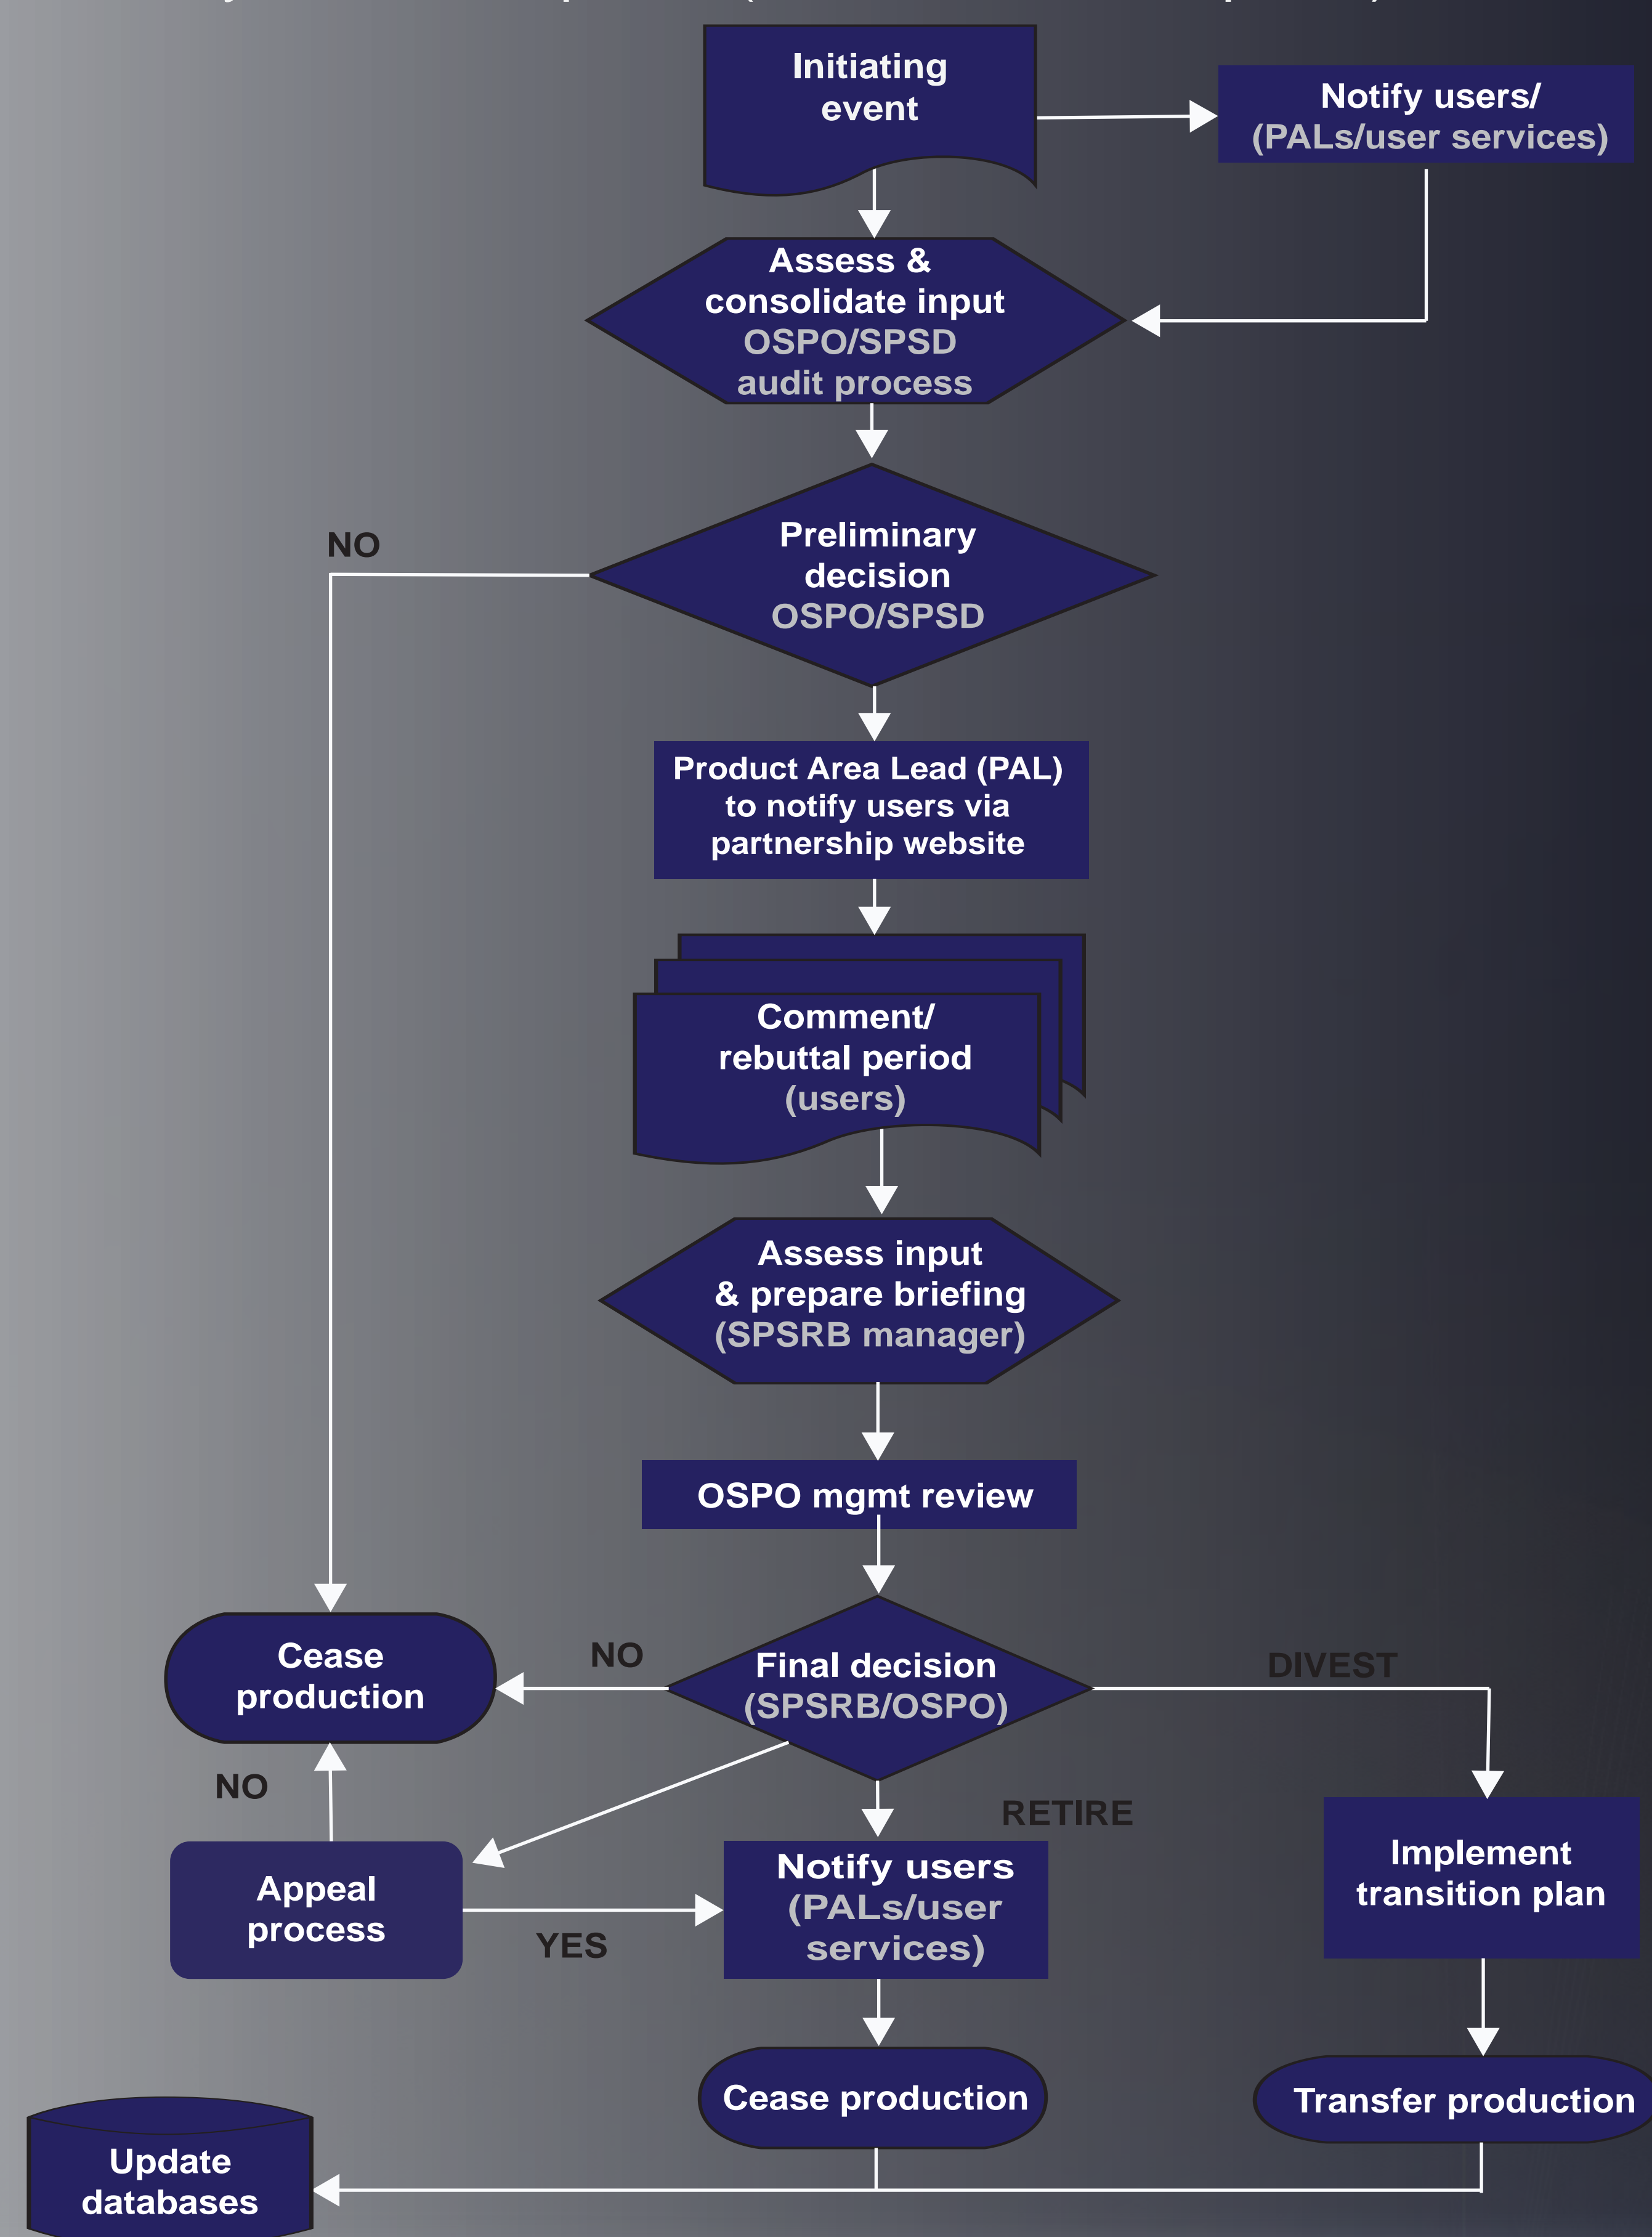 Initiating
event
Notify users/
(PALs/user services)
Assess &
consolidate input
OSPO/SPSD
audit process
NO
Preliminary
decision
OSPO/SPSD
Product Area Lead (PAL)
to notify users via
partnership website
Comment/
rebuttal period
(users)
Assess input
& prepare briefing
(SPSRB manager)
OSPO mgmt review
Cease
production
NO
Final decision
(SPSRB/OSPO)
DIVEST
NO
RETIRE
Appeal
process
YES
Notify users
(PALs/user
services)
Implement
transition plan
Cease production
Transfer production
Update
databases